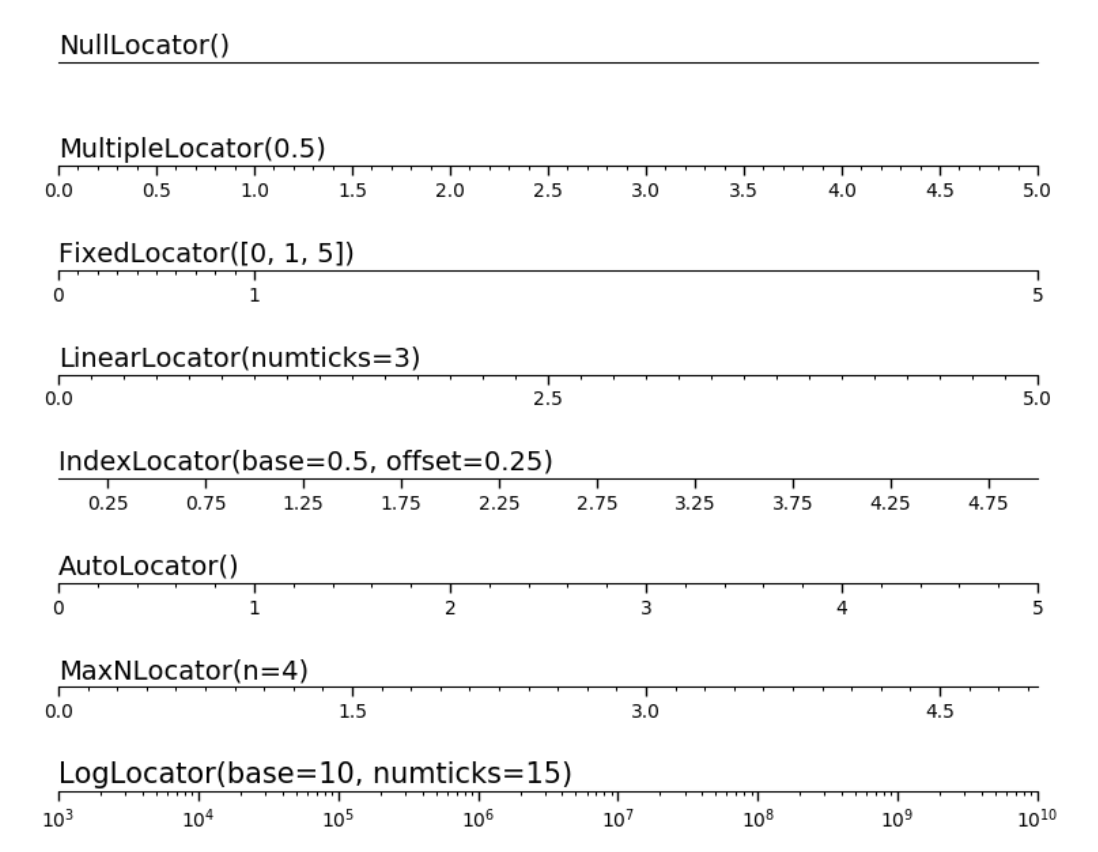 NullLocator()
MultipleLocator(0.5)
0.0 0.5 1.0 1.5 2.0 2.5 3.0 3.5 4.0 4.5 5.0
FixedLocator([0, 1, 5])
0 1 5
LinearLocator(numticks=3)
0.0 2.5 5.0
IndexLocator(base=0.5, offset=0.25)
0.25 0.75 1.25 1.75 2.25 2.75 3.25 3.75 4.25 4.75
AutoLocator()
0 1 2 3 4 5
MaxNLocator(n=4)
0.0 1.5 3.0 4.5
LogLocator(base=10, numticks=15)
10³ 10⁴ 10⁵ 10⁶ 10⁷ 10⁸ 10⁹ 10¹⁰